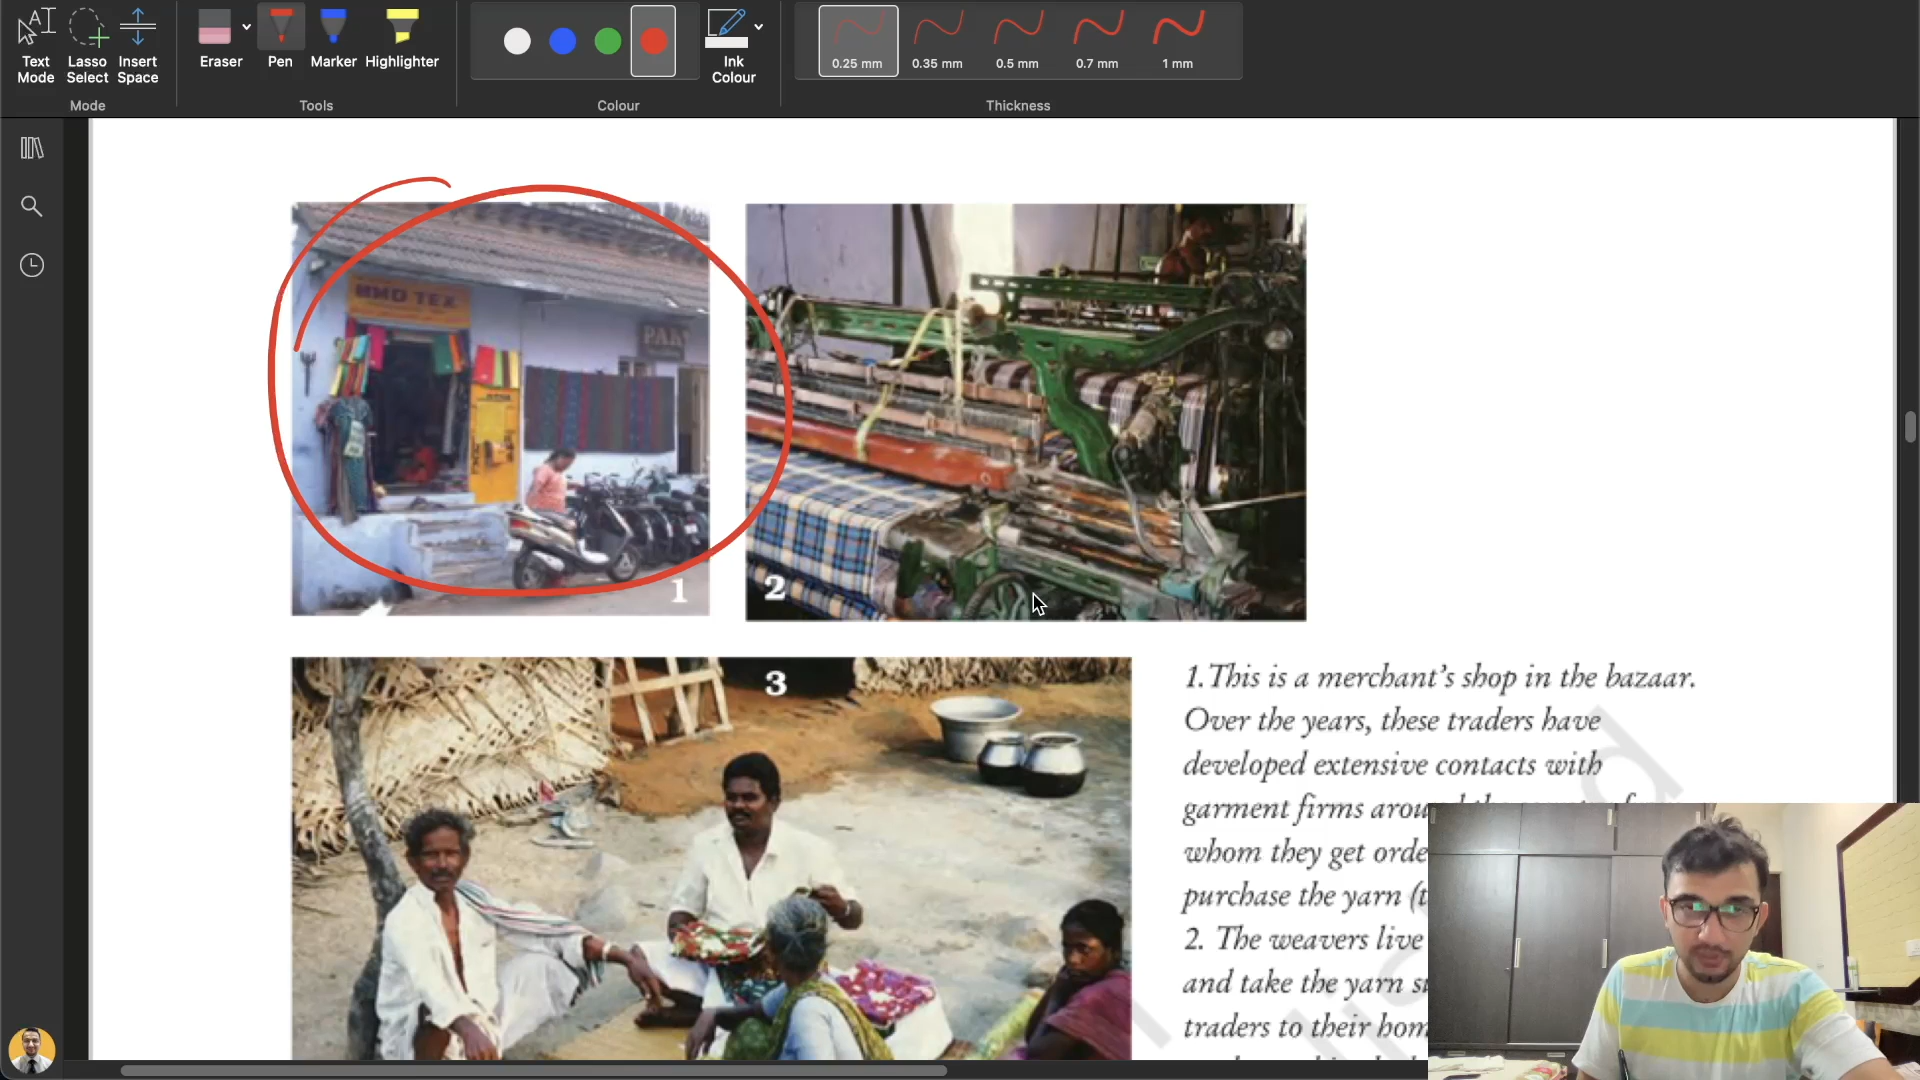 Text
Mode
Lasso
Select
Insert
Space
Mode
Eraser
Pen
Marker
Highlighter
Tools
Colour
Ink
Colour
0.25 mm
0.35 mm
0.5 mm
0.7 mm
1 mm
Thickness
MMD TEX
1
2
3
1.This is a merchant’s shop in the bazaar.
Over the years, these traders have
developed extensive contacts with
garment firms
whom they get
purchase the yarn
2. The weavers live
and take the yarn
traders to their